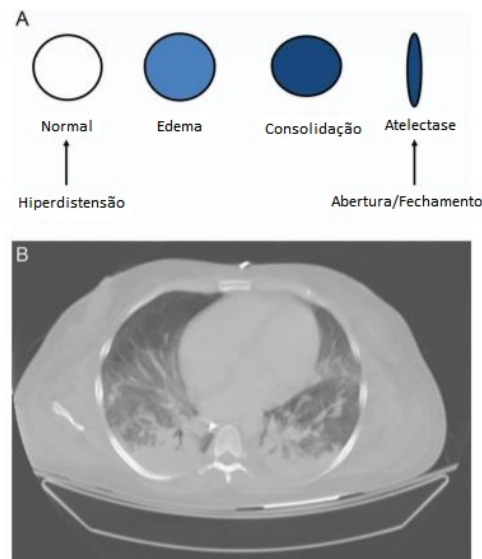 A
Normal
Edema
Consolidação
Atelectase
Hiperdistensão
Abertura/Fechamento
B